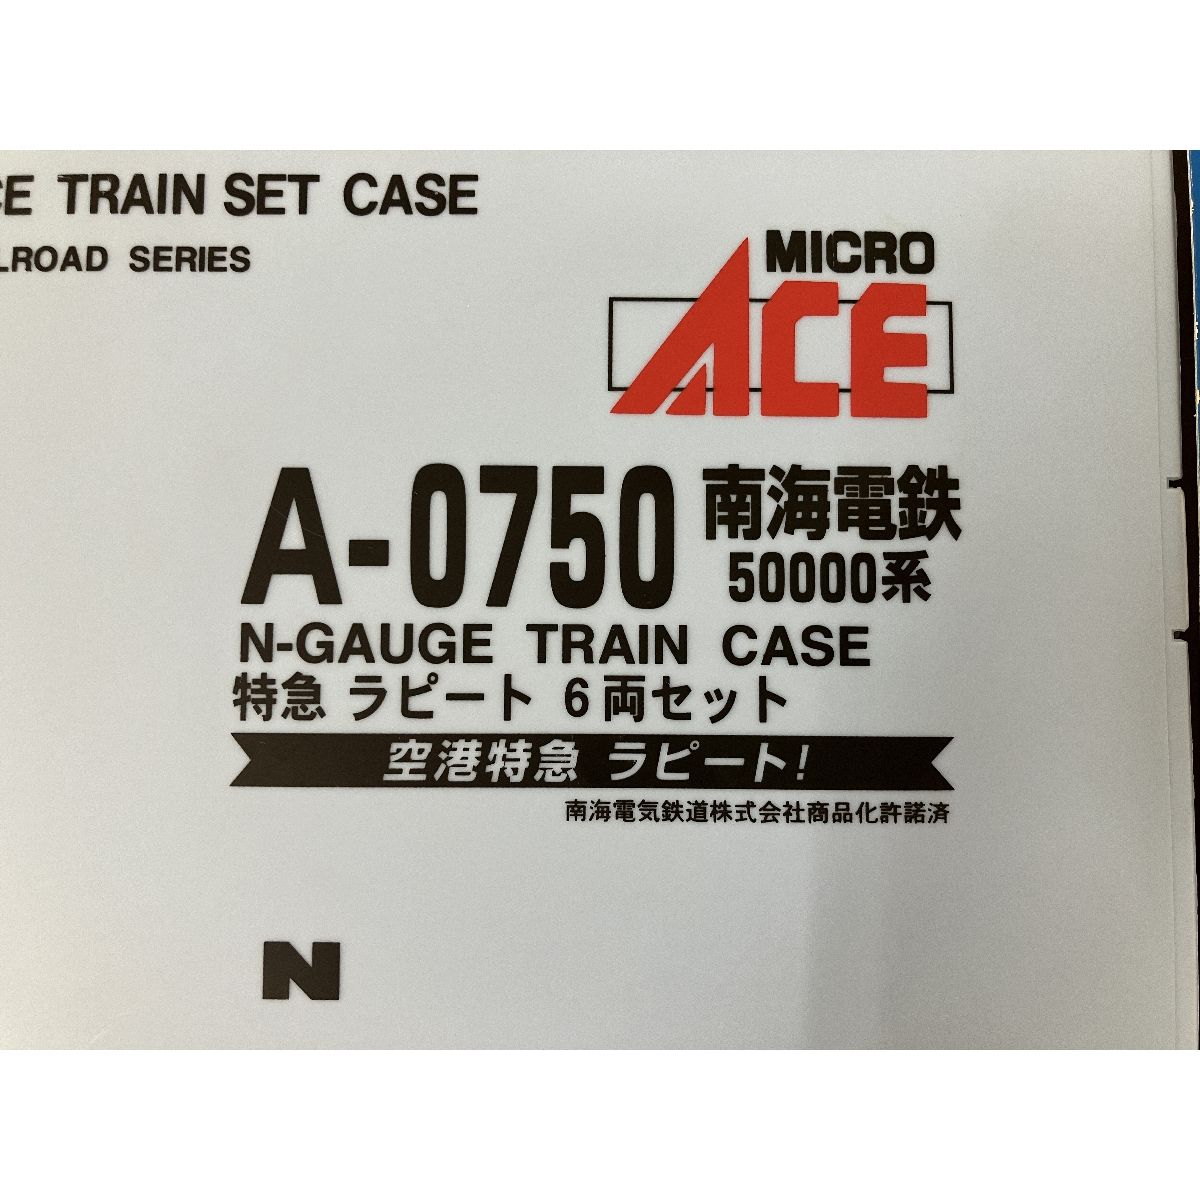 TRAIN SET CASE
SERIES
MICRO
ACE
A-0750 南海電鉄
50000系
N-GAUGE TRAIN CASE
特急 ラピート 6両セット
空港特急 ラピート!
南海電気鉄道株式会社商品化許諾済
N